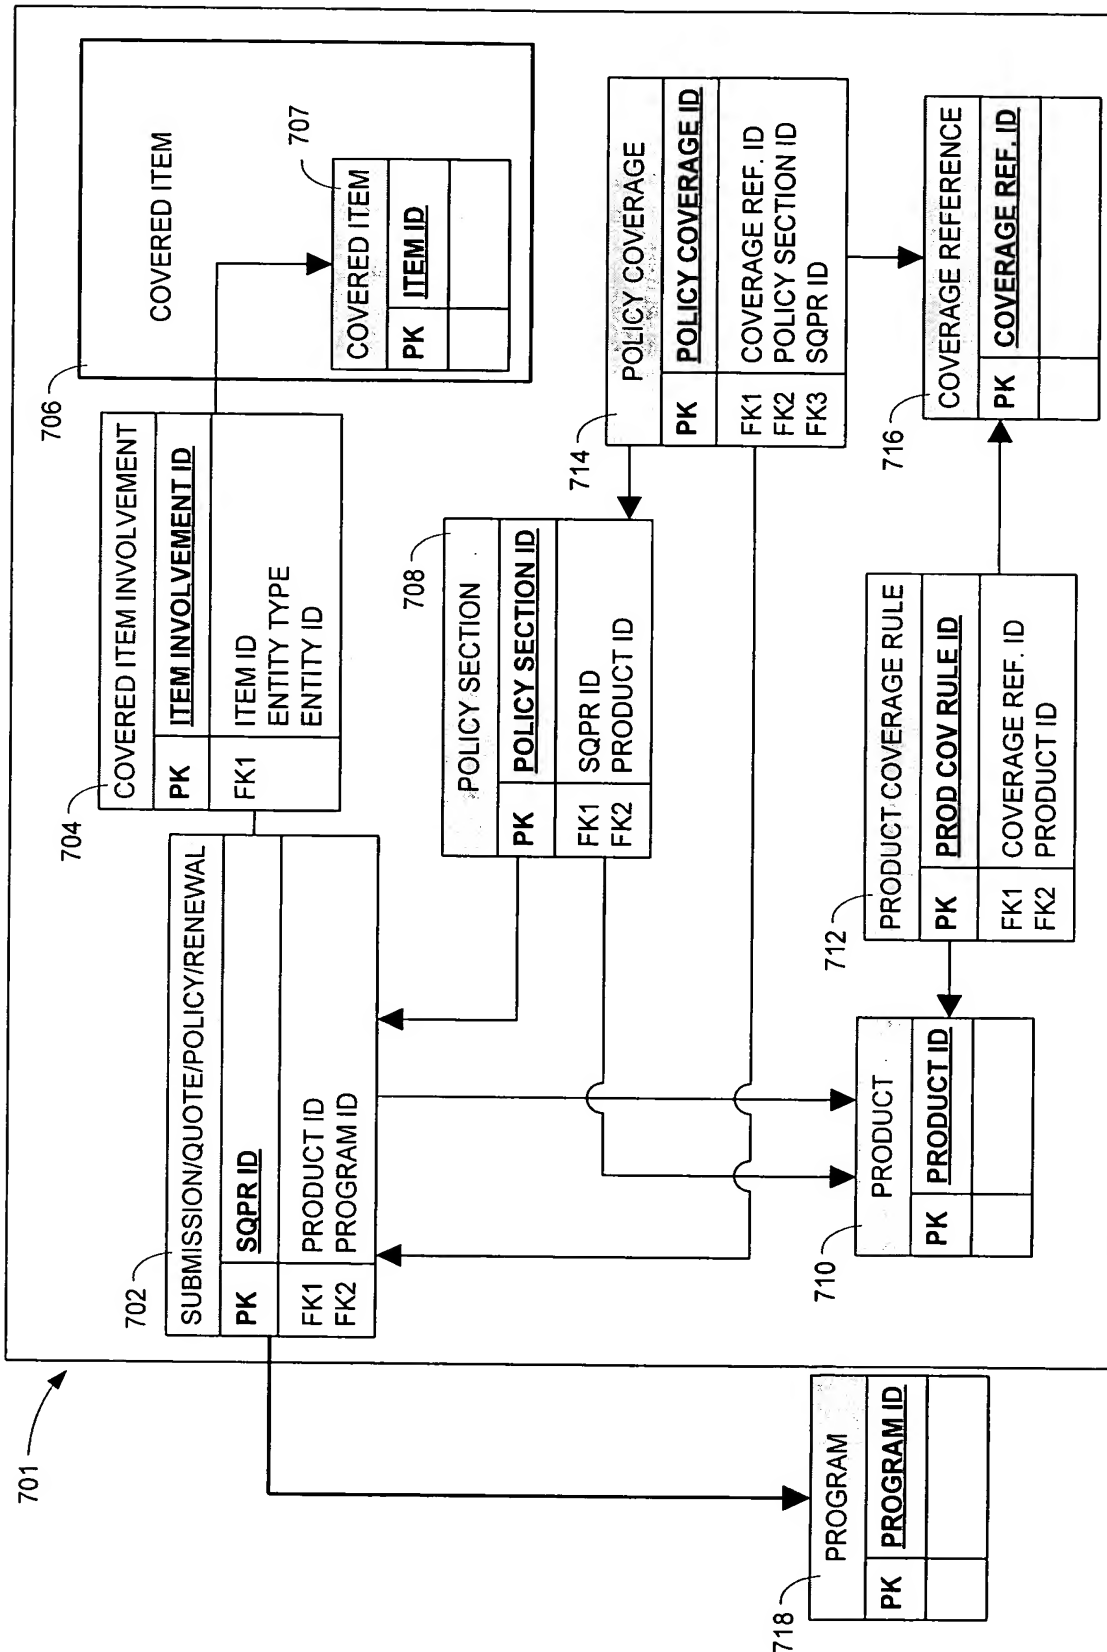 701
702
SUBMISSION/QUOTE/POLICY/RENEWAL
PK SQPR ID
FK1 PRODUCT ID
FK2 PROGRAM ID
704
COVERED ITEM INVOLVEMENT
PK ITEM INVOLVEMENT ID
FK1 ITEM ID
ENTITY TYPE
ENTITY ID
706
COVERED ITEM
707
COVERED ITEM
PK ITEM ID
708
POLICY SECTION
PK POLICY SECTION ID
FK1 SQPR ID
FK2 PRODUCT ID
714
POLICY COVERAGE
PK POLICY COVERAGE ID
FK1 COVERAGE REF. ID
FK2 POLICY SECTION ID
FK3 SQPR ID
718
PROGRAM
PK PROGRAM ID
710
PRODUCT
PK PRODUCT ID
712
PRODUCT COVERAGE RULE
PK PROD COV RULE ID
FK1 COVERAGE REF. ID
FK2 PRODUCT ID
716
COVERAGE REFERENCE
PK COVERAGE REF. ID